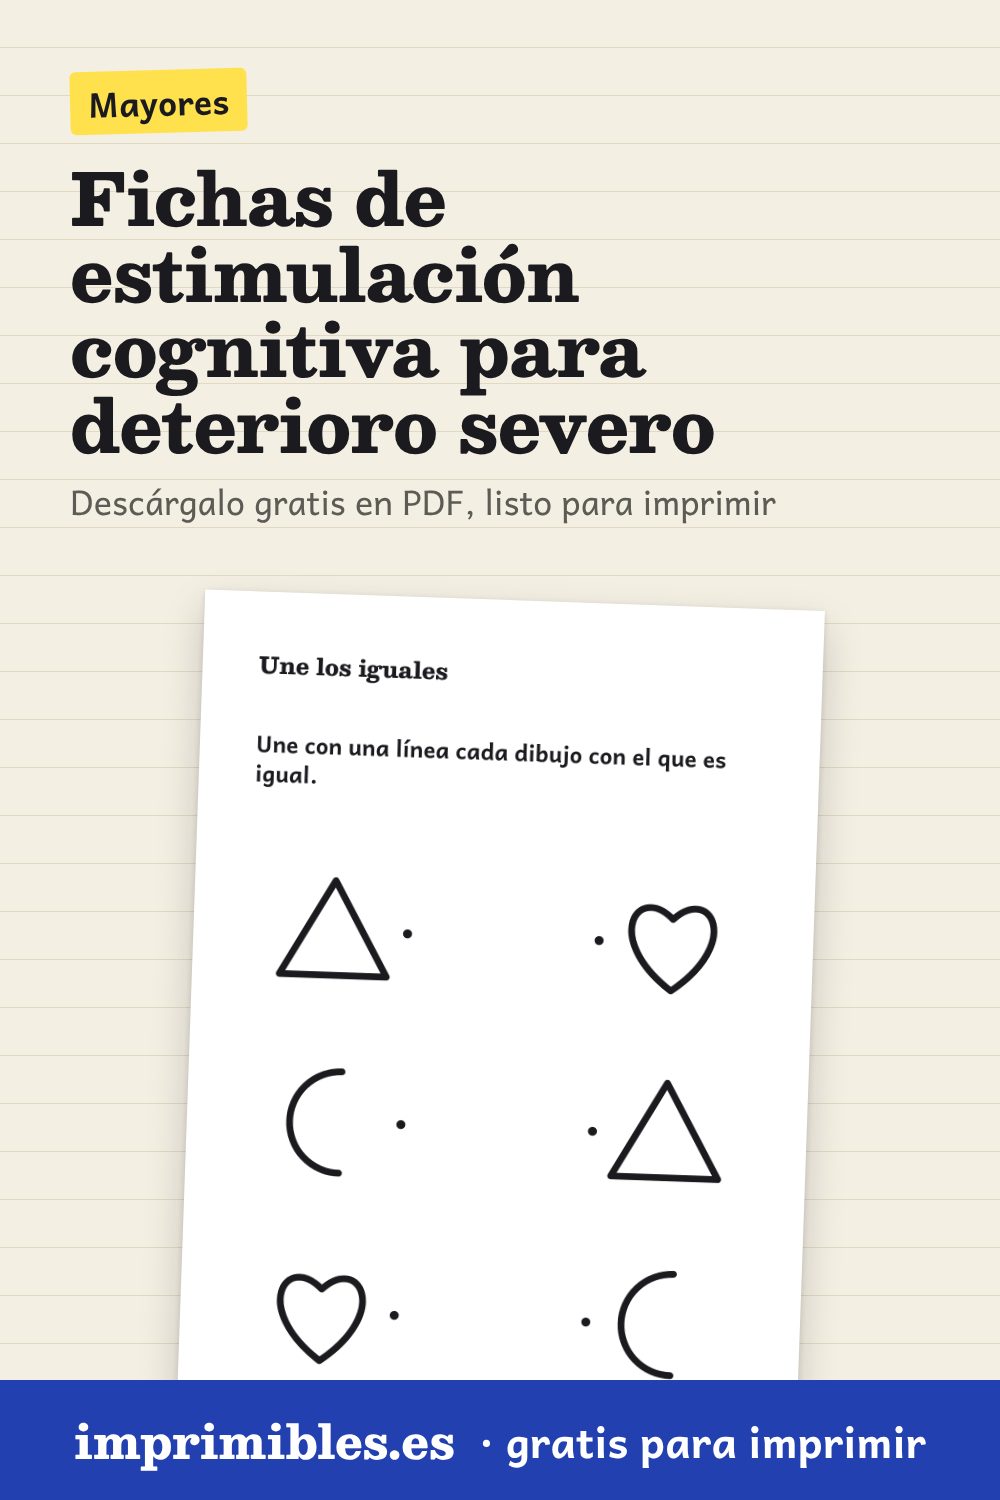 Mayores
Fichas de
estimulación
cognitiva para
deterioro severo
Descárgalo gratis en PDF, listo para imprimir
Une los iguales
Une con una línea cada dibujo con el que es
igual.
imprimibles.es · gratis para imprimir